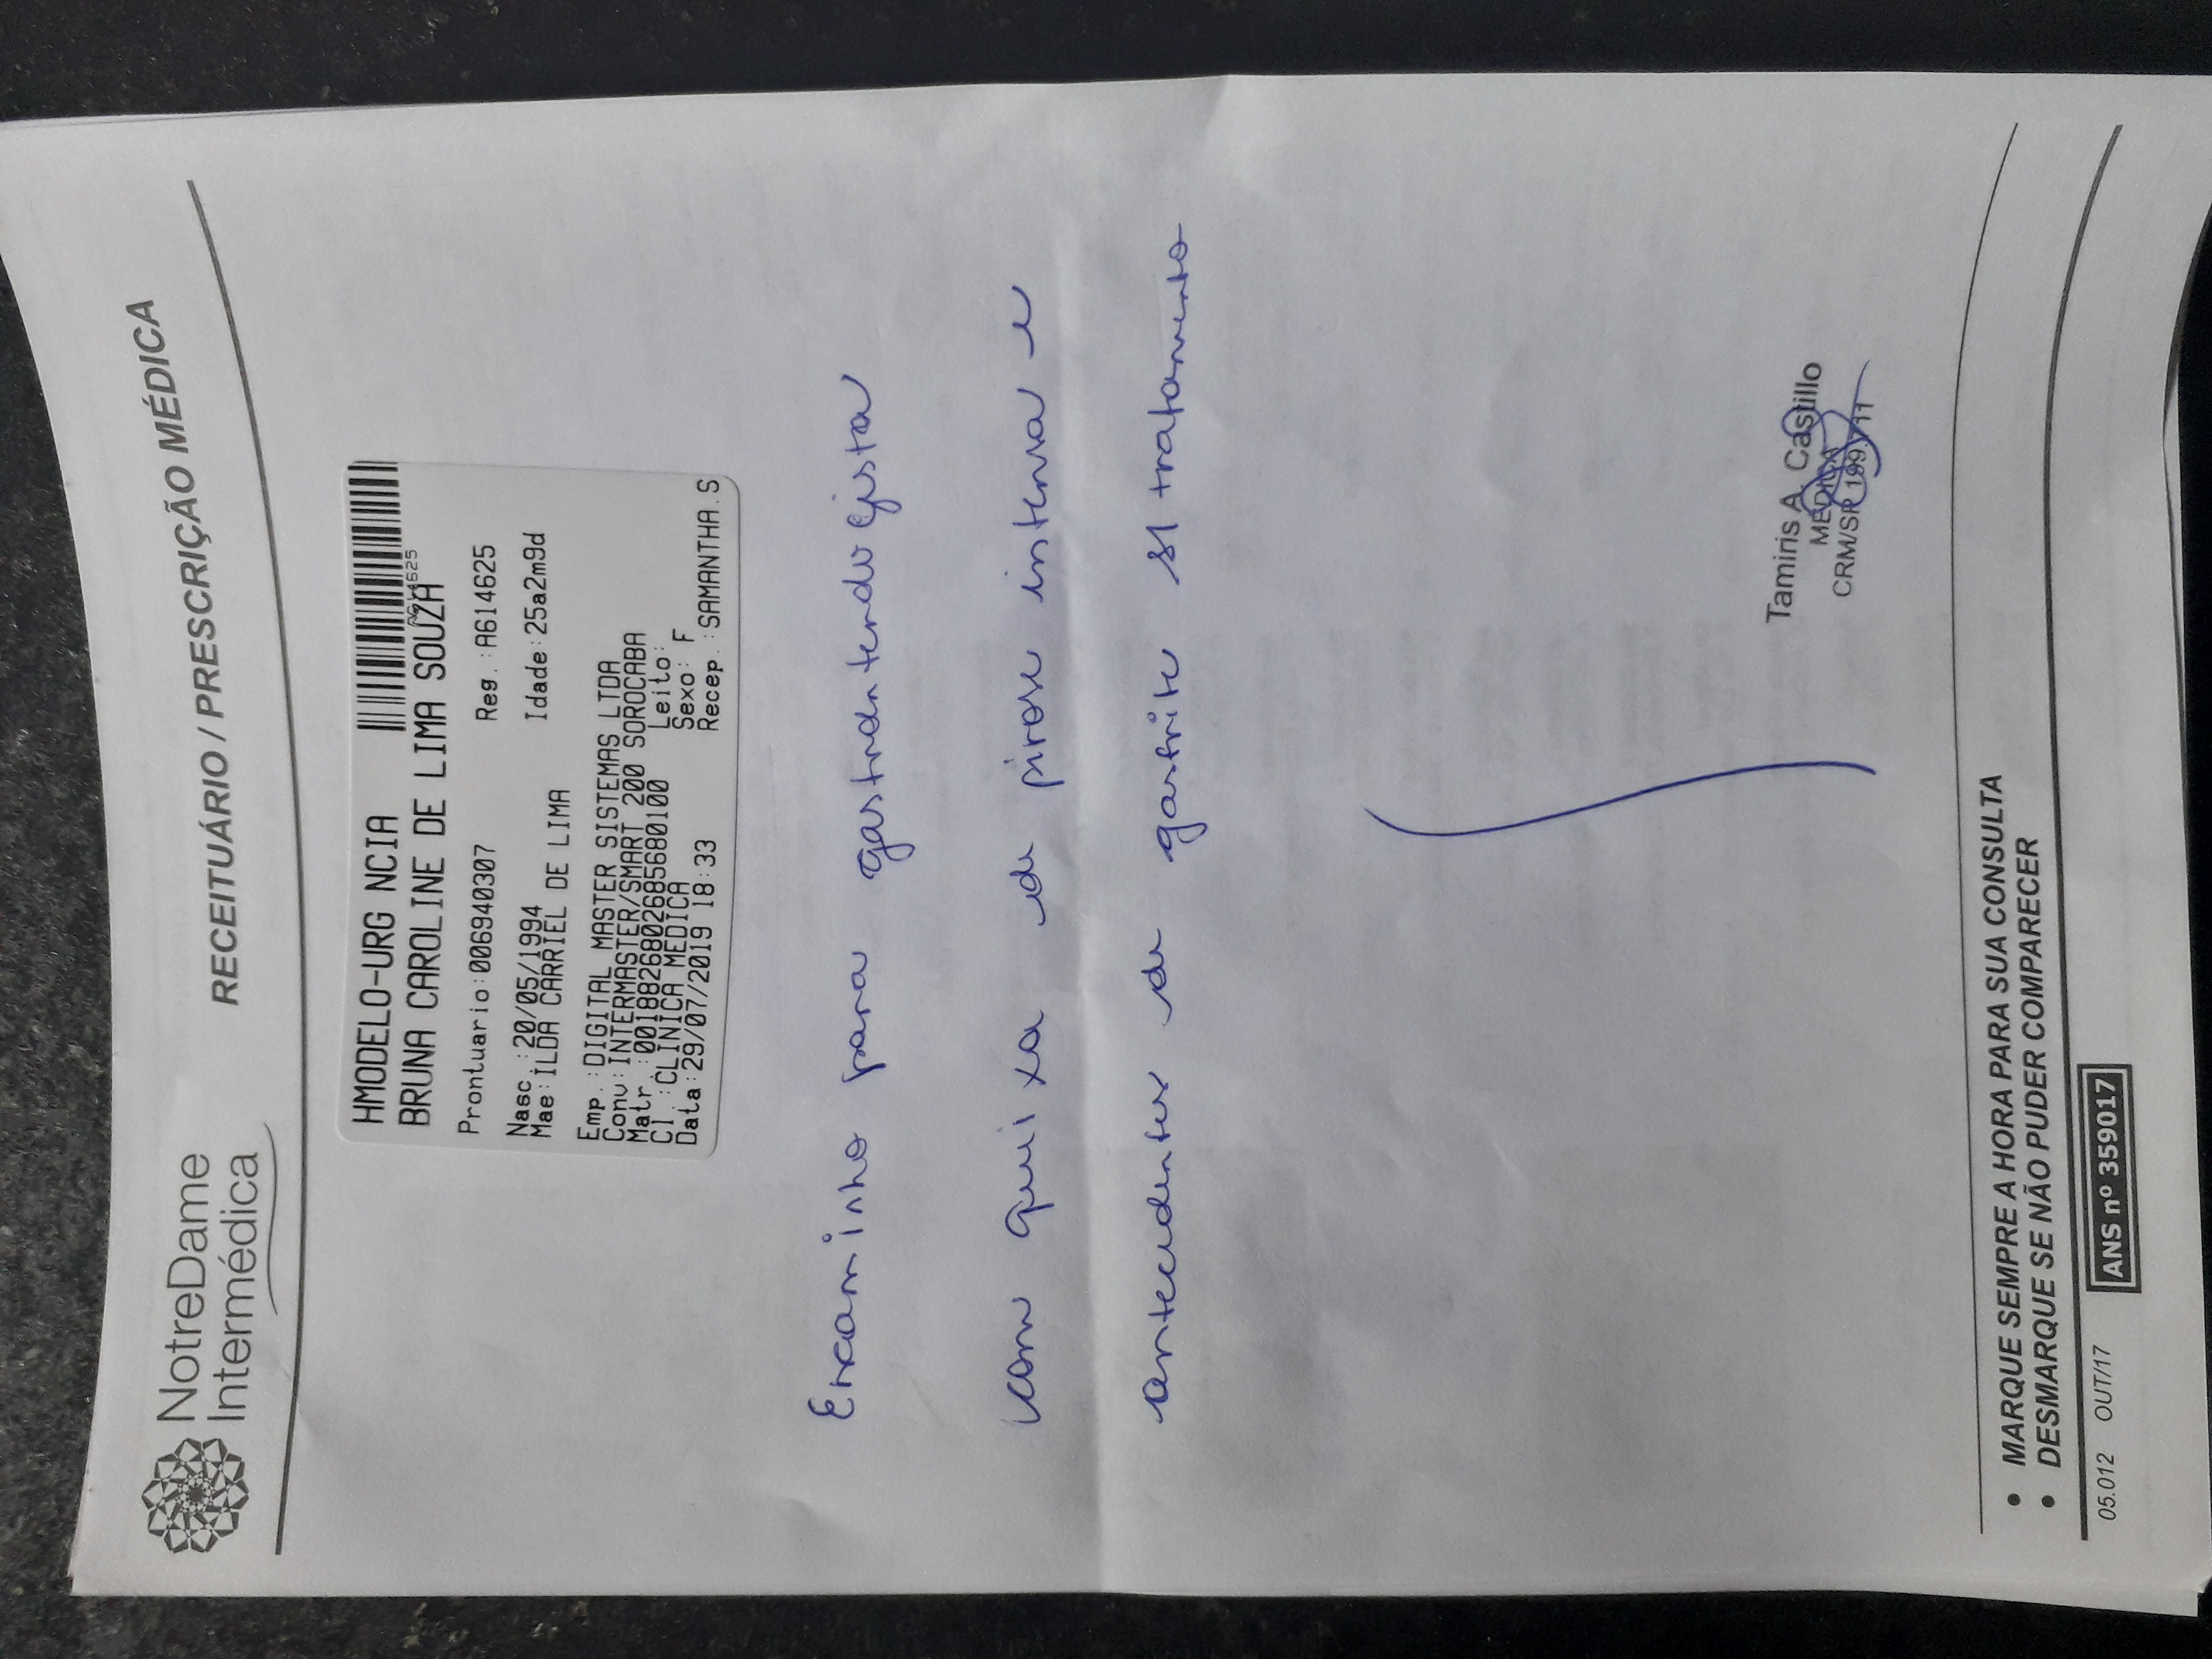 NotreDame
Intermédica
RECEITUÁRIO / PRESCRIÇÃO MÉDICA
HMODELO-URG NCIA
A614625
BRUNA CAROLINE DE LIMA SOUZA
Prontuario:006940307 Reg.:A614625
Nasc.:20/05/1994 Idade:25a2m9d
Mae:ILDA CARRIEL DE LIMA
Emp.:DIGITAL MASTER SISTEMAS LTDA
Conv:INTERMASTER/SMART 200 SOROCABA
Matr.:0018826802685680100 Leito:
Cl.:CLINICA MEDICA Sexo: F
Data:29/07/2019 18:33 Recep.:SAMANTHA.S
Encaminho para gastroenterologista
com queixa de pirose intensa e
antecedentes de gastrite s/ tratamento
Tamiris A. Castillo
MÉDICA
CRM/SP 199
• MARQUE SEMPRE A HORA PARA SUA CONSULTA
• DESMARQUE SE NÃO PUDER COMPARECER
05.012 OUT/17 ANS nº 359017